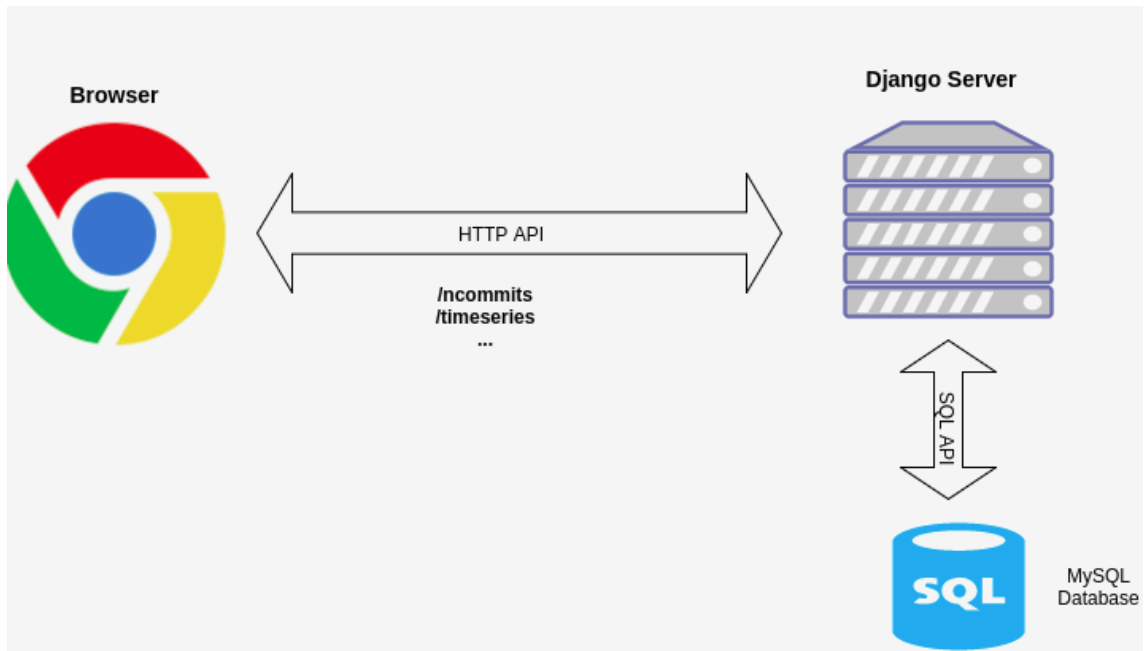 Browser
Django Server
HTTP API
/ncommits
/timeseries
...
SQL API
SQL
MySQL
Database